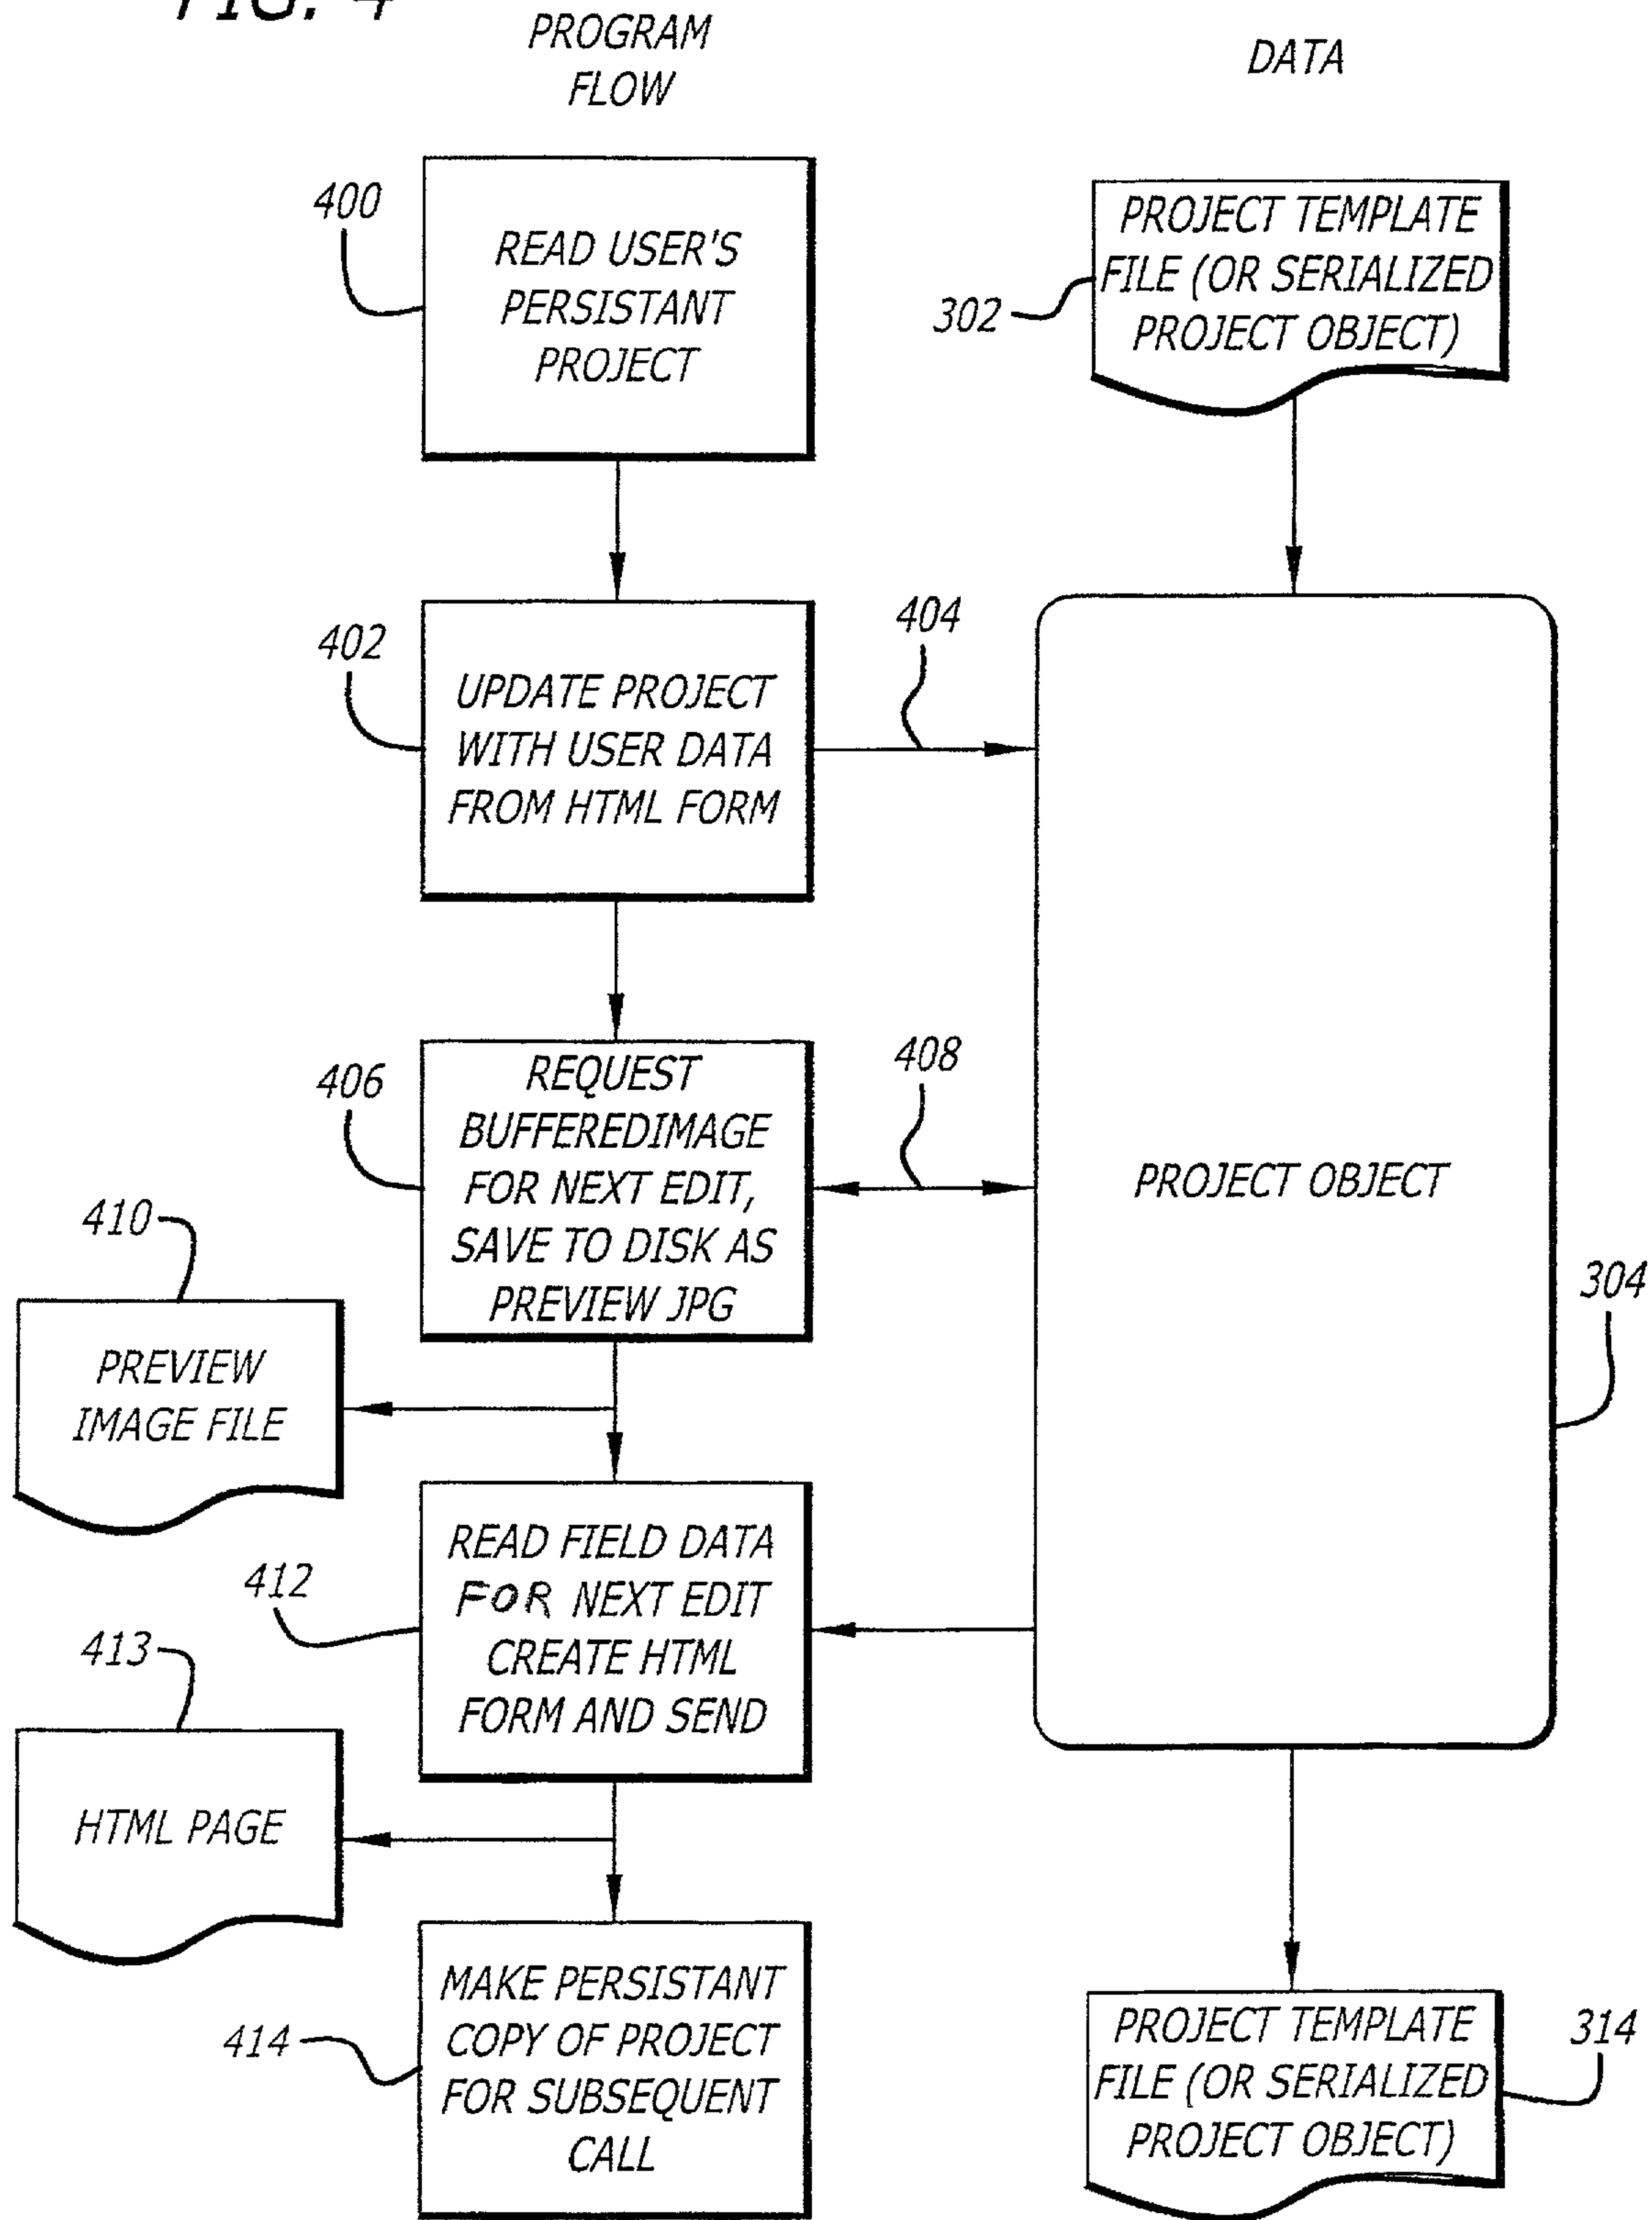 FIG. 4
PROGRAM
FLOW
DATA
400
READ USER'S
PERSISTANT
PROJECT
302
PROJECT TEMPLATE
FILE (OR SERIALIZED
PROJECT OBJECT)
402
UPDATE PROJECT
WITH USER DATA
FROM HTML FORM
404
406
REQUEST
BUFFEREDIMAGE
FOR NEXT EDIT,
SAVE TO DISK AS
PREVIEW JPG
408
PROJECT OBJECT
304
410
PREVIEW
IMAGE FILE
412
READ FIELD DATA
FOR NEXT EDIT
CREATE HTML
FORM AND SEND
413
HTML PAGE
414
MAKE PERSISTANT
COPY OF PROJECT
FOR SUBSEQUENT
CALL
PROJECT TEMPLATE
FILE (OR SERIALIZED
PROJECT OBJECT)
314